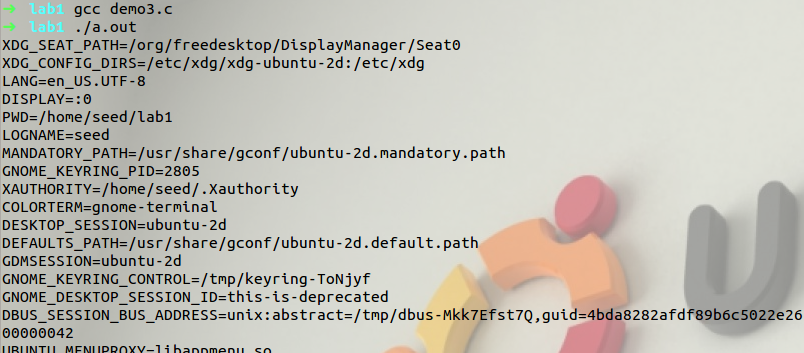 ➜ lab1 gcc demo3.c
➜ lab1 ./a.out
XDG_SEAT_PATH=/org/freedesktop/DisplayManager/Seat0
XDG_CONFIG_DIRS=/etc/xdg/xdg-ubuntu-2d:/etc/xdg
LANG=en_US.UTF-8
DISPLAY=:0
PWD=/home/seed/lab1
LOGNAME=seed
MANDATORY_PATH=/usr/share/gconf/ubuntu-2d.mandatory.path
GNOME_KEYRING_PID=2805
XAUTHORITY=/home/seed/.Xauthority
COLORTERM=gnome-terminal
DESKTOP_SESSION=ubuntu-2d
DEFAULTS_PATH=/usr/share/gconf/ubuntu-2d.default.path
GDMSESSION=ubuntu-2d
GNOME_KEYRING_CONTROL=/tmp/keyring-ToNjyf
GNOME_DESKTOP_SESSION_ID=this-is-deprecated
DBUS_SESSION_BUS_ADDRESS=unix:abstract=/tmp/dbus-Mkk7Efst7Q,guid=4bda8282afdf89b6c5022e26
00000042
UBUNTU_MENUPROXY=libappmenu.so
U